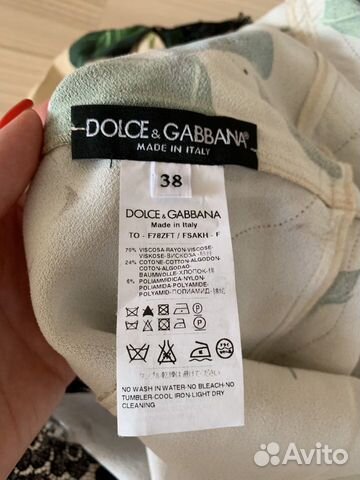 DOLCE & GABBANA®
MADE IN ITALY
38
DOLCE & GABBANA
Made in Italy
TO - F78ZFT / FSAKH - F
70% VISCOSA-RAYON-VISCOSE-
VISKOSE-ВИСКОЗА-
24% COTONE-COTTON-ALGODON-
COTON-ALGODAO-
BAUMWOLLE-ХЛОПОК-
6% POLIAMMIDICA-NYLON-
POLIAMIDA-POLYAMIDE-
POLYAMID-ПОЛИАМИД-
NO WASH IN WATER-NO BLEACH-NO
TUMBLER-COOL IRON-LIGHT DRY
CLEANING
Avito